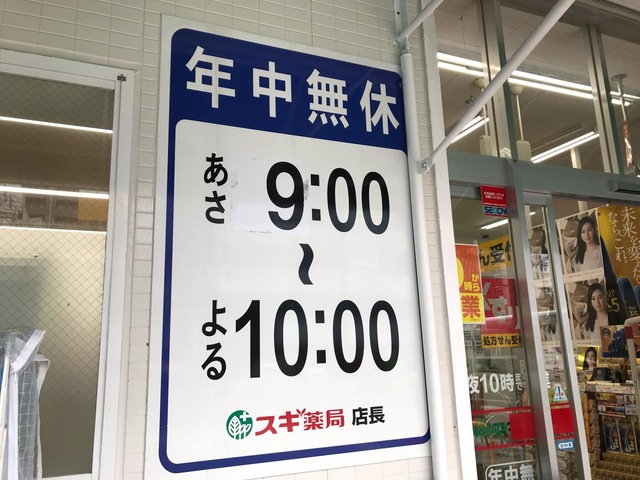 年中無休
あさ 9:00
~
よる 10:00
スギ薬局 店長
SECOM
処方せん受付
夜10時
年中無